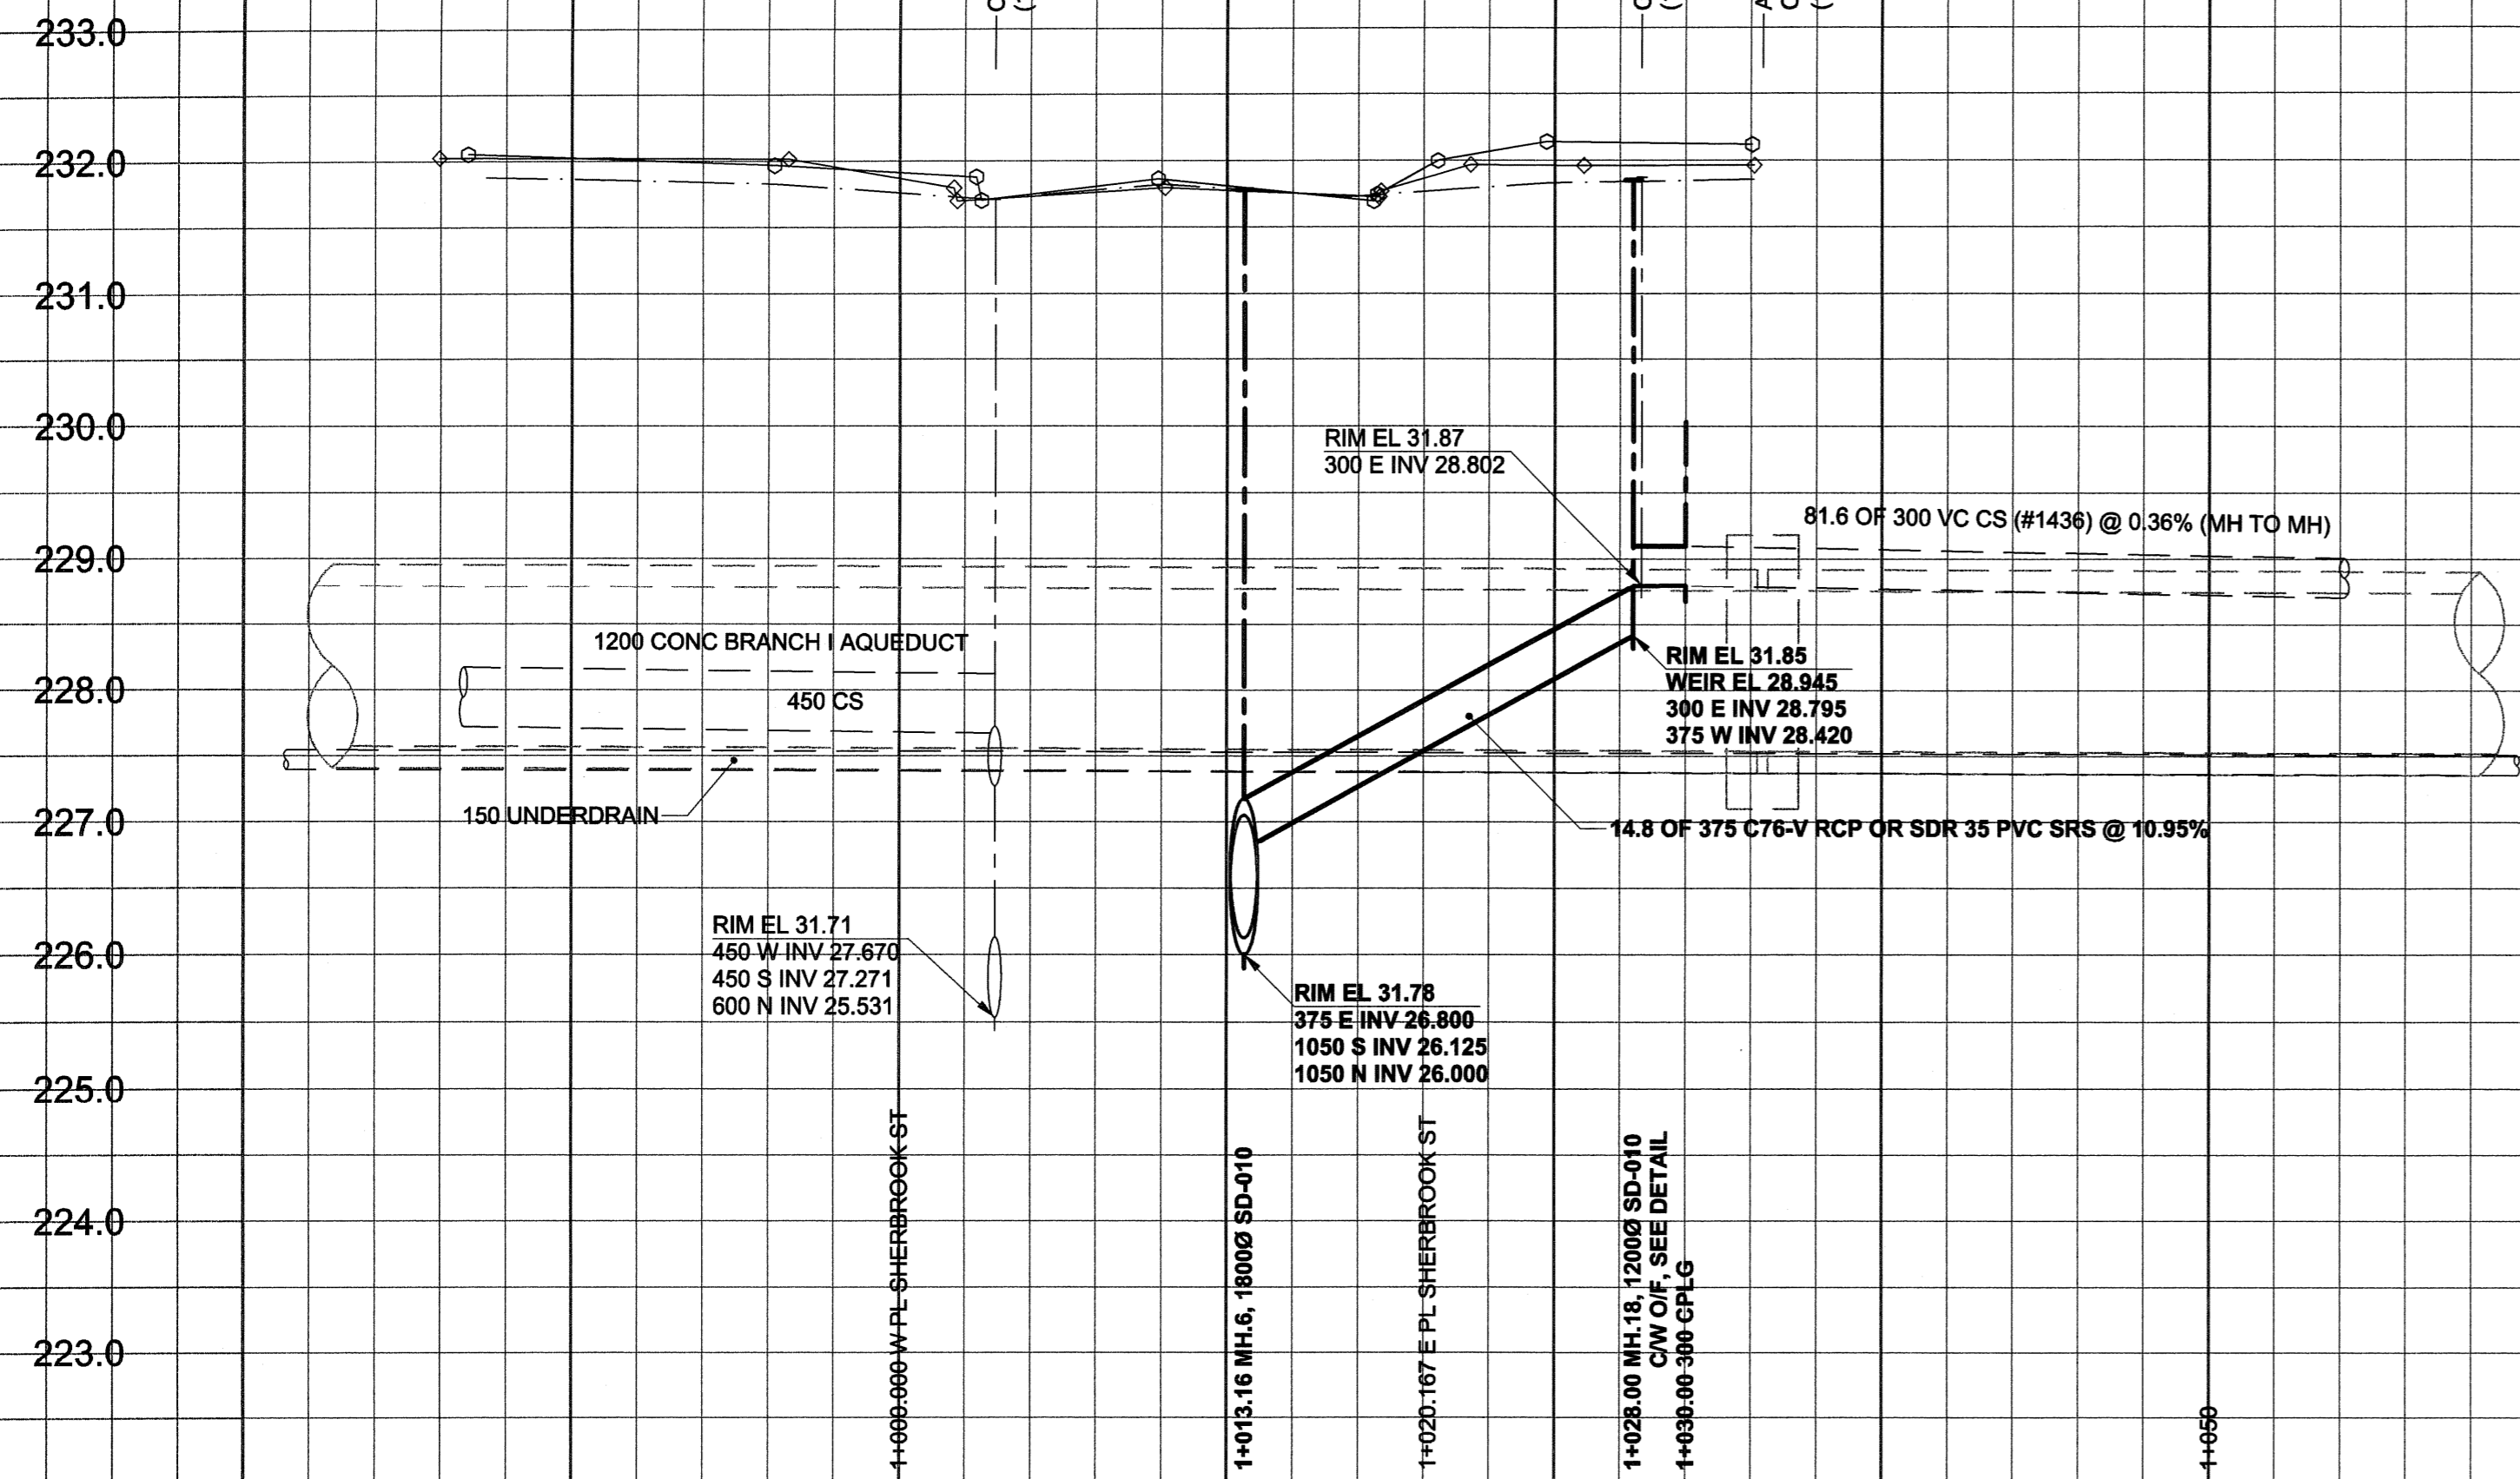 233.0
232.0
231.0
230.0
229.0
228.0
227.0
226.0
225.0
224.0
223.0
RIM EL 31.87
300 E INV 28.802
81.6 OF 300 VC CS (#1436) @ 0.36% (MH TO MH)
1200 CONC BRANCH I AQUEDUCT
450 CS
RIM EL 31.85
WEIR EL 28.945
300 E INV 28.795
375 W INV 28.420
150 UNDERDRAIN
14.8 OF 375 C76-V RCP OR SDR 35 PVC SRS @ 10.95%
RIM EL 31.71
450 W INV 27.670
450 S INV 27.271
600 N INV 25.531
RIM EL 31.78
375 E INV 26.800
1050 S INV 26.125
1050 N INV 26.000
1+000.000 W PL SHERBROOK ST
1+013.16 MH.6, 1800Ø SD-010
1+020.167 E PL SHERBROOK ST
1+028.00 MH.18, 1200Ø SD-010
C/W O/F, SEE DETAIL
1+030.00 300 CPLG
1+050